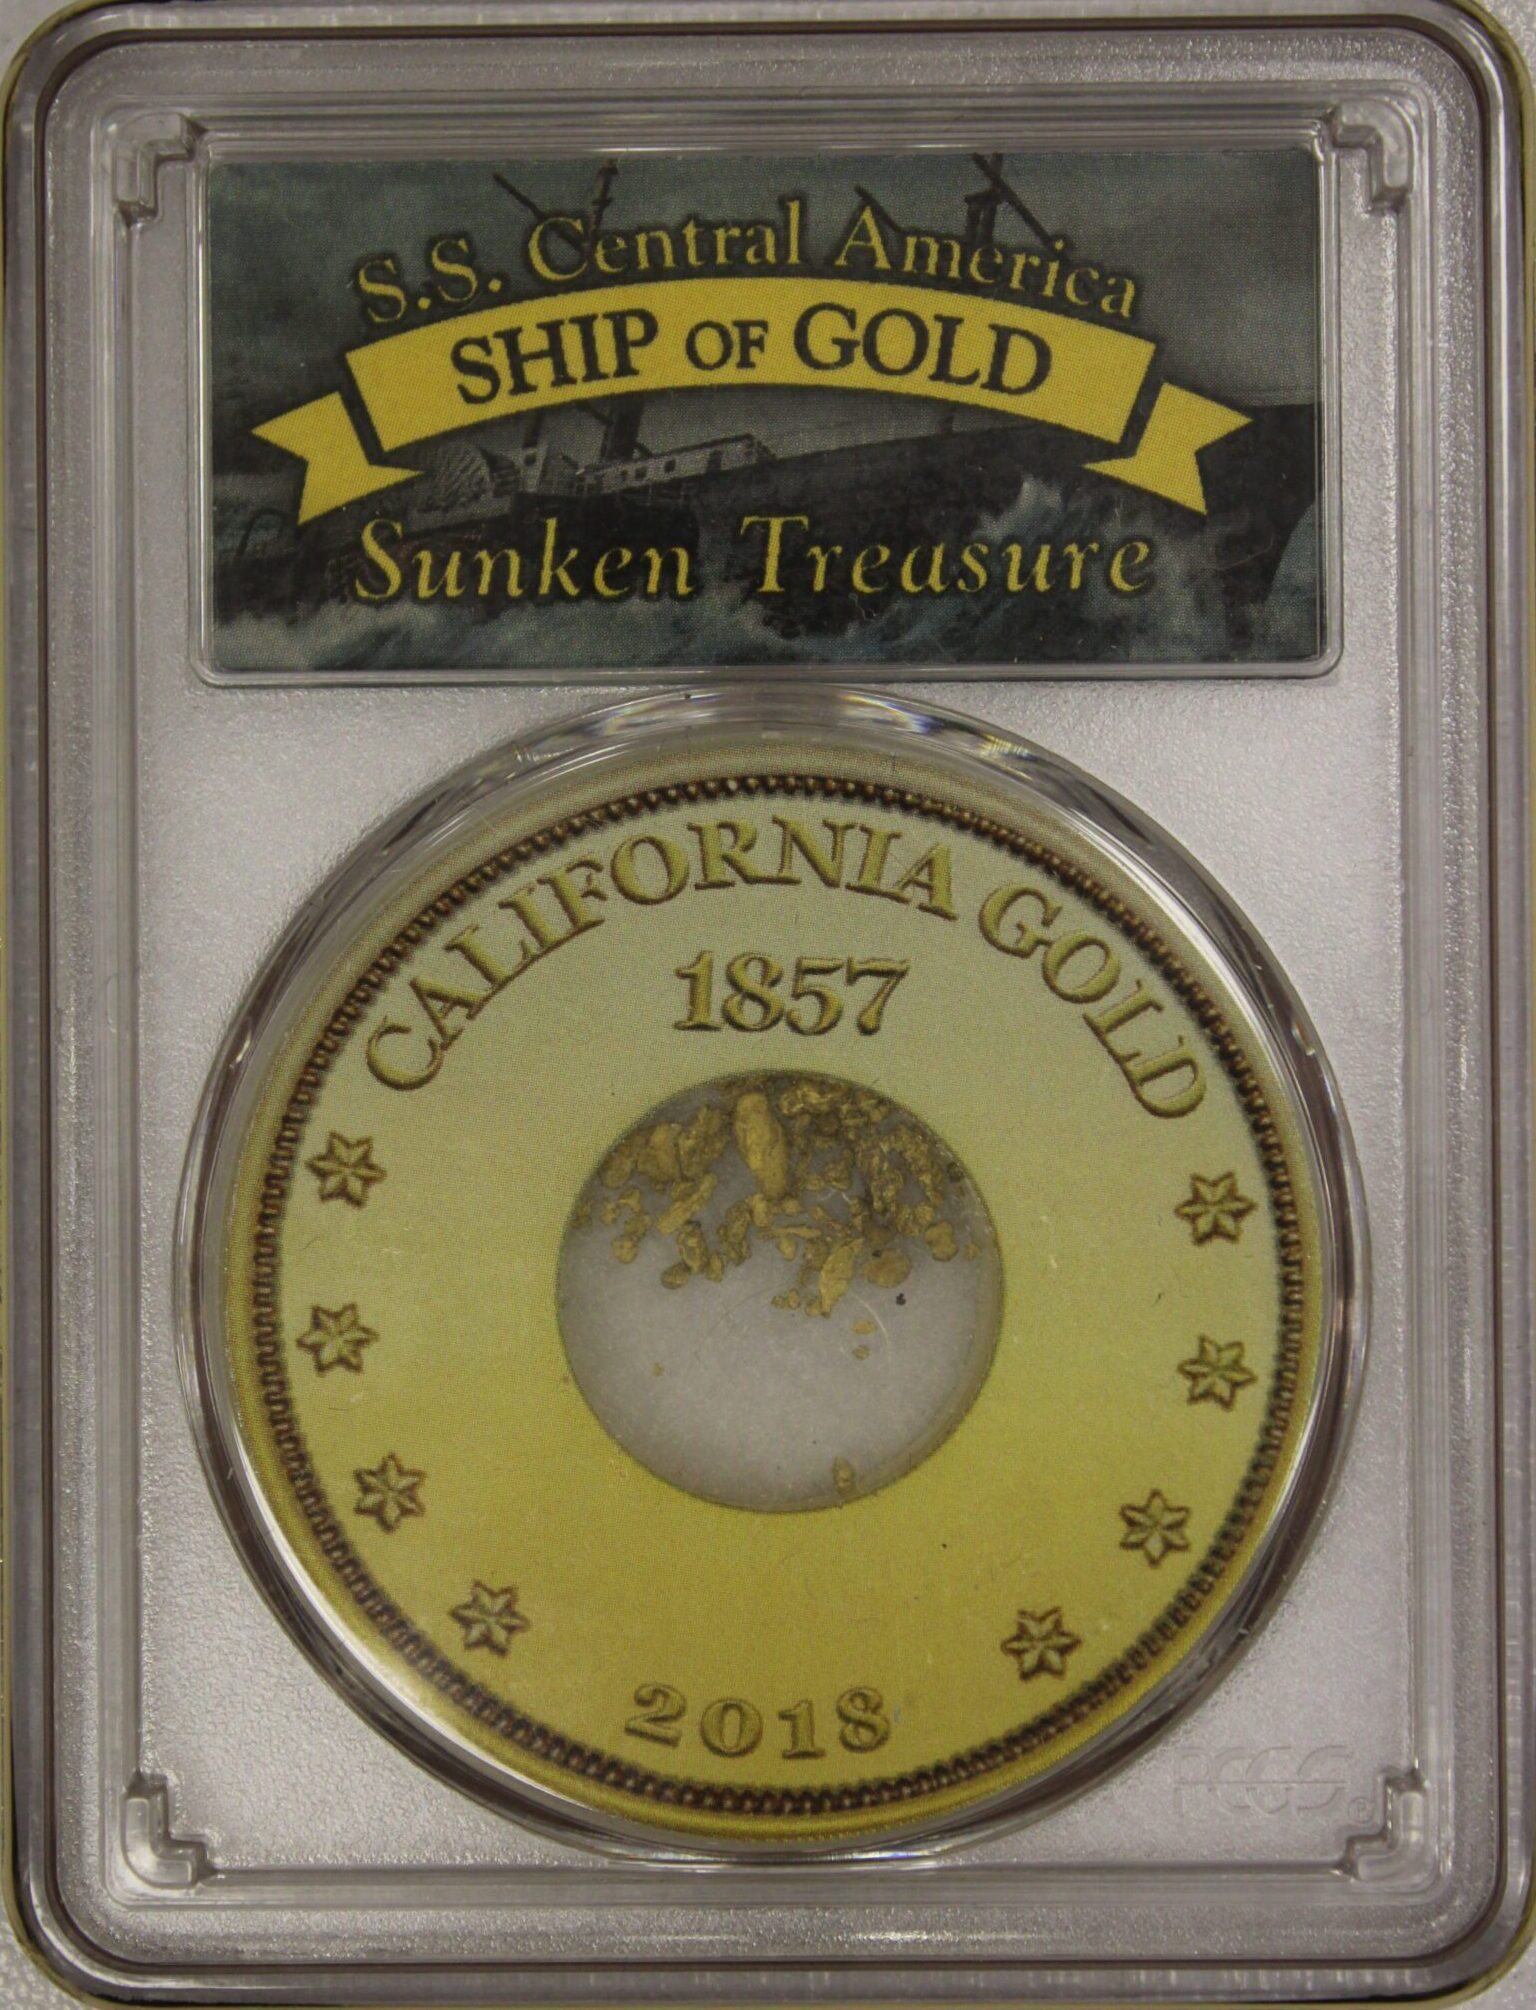 S.S. Central America
SHIP OF GOLD
Sunken Treasure
CALIFORNIA GOLD
1857
2018
PCGS®